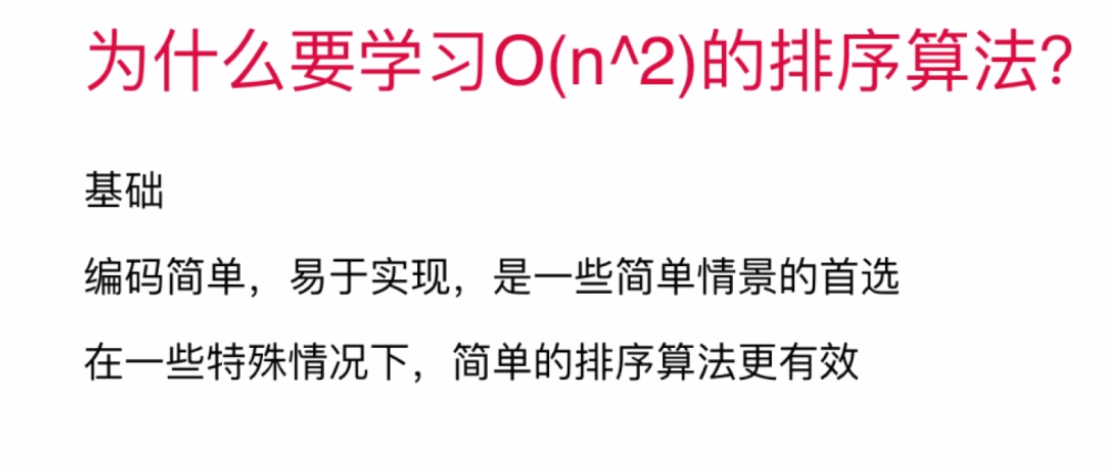 为什么要学习O(n^2)的排序算法？
基础
编码简单，易于实现，是一些简单情景的首选
在一些特殊情况下，简单的排序算法更有效